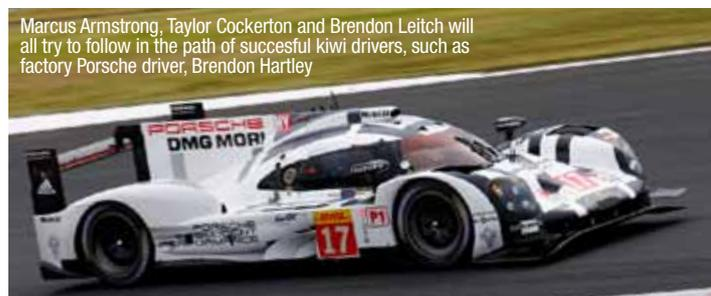 Marcus Armstrong, Taylor Cockerton and Brendon Leitch will
all try to follow in the path of succesful kiwi drivers, such as
factory Porsche driver, Brendon Hartley
PORSCHE
DMG MORI
P1
17
17